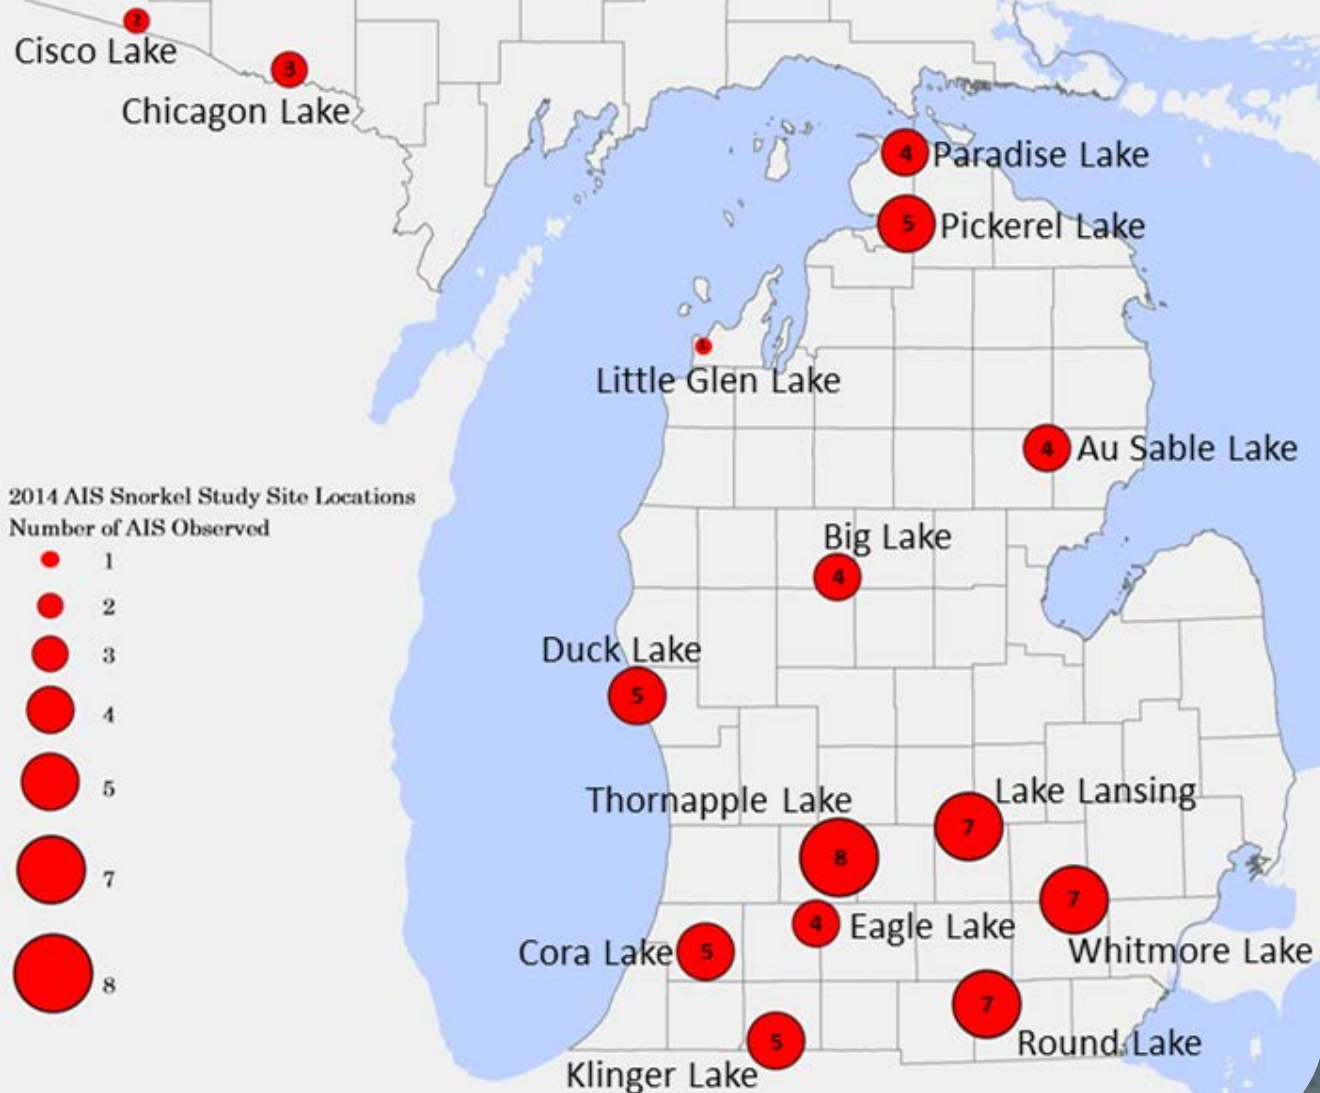 2
Cisco Lake
3
Chicagon Lake
4 Paradise Lake
5 Pickerel Lake
1
Little Glen Lake
4 Au Sable Lake
2014 AIS Snorkel Study Site Locations
Number of AIS Observed
1
2
3
4
5
7
8
Big Lake
4
Duck Lake
5
Lake Lansing
7
Thornapple Lake
8
7
Whitmore Lake
4 Eagle Lake
Cora Lake 5
7
Round Lake
5
Klinger Lake